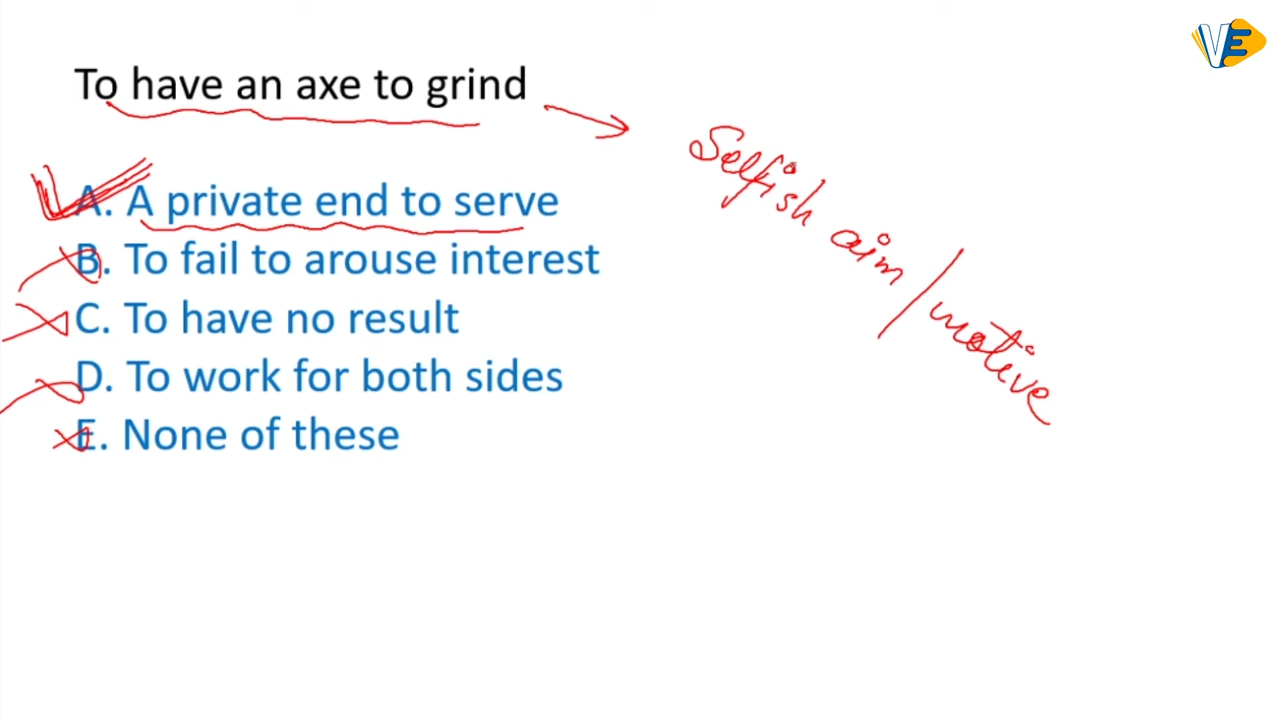 VE
To have an axe to grind
Selfish aim/motive
A. A private end to serve
B. To fail to arouse interest
C. To have no result
D. To work for both sides
E. None of these